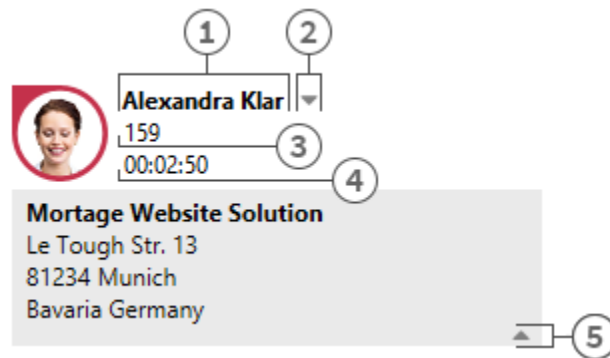 1 2
Alexandra Klar
159
3
00:02:50
4
Mortage Website Solution
Le Tough Str. 13
81234 Munich
Bavaria Germany
5